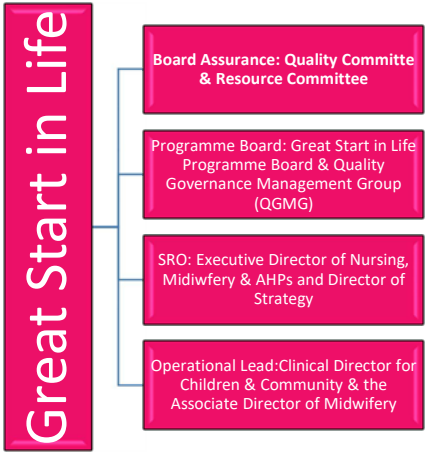 Great Start in Life
Board Assurance: Quality Committe
& Resource Committee
Programme Board: Great Start in Life
Programme Board & Quality
Governance Management Group
(QGMG)
SRO: Executive Director of Nursing,
Midiwfery & AHPs and Director of
Strategy
Operational Lead:Clinical Director for
Children & Community & the
Associate Director of Midwifery